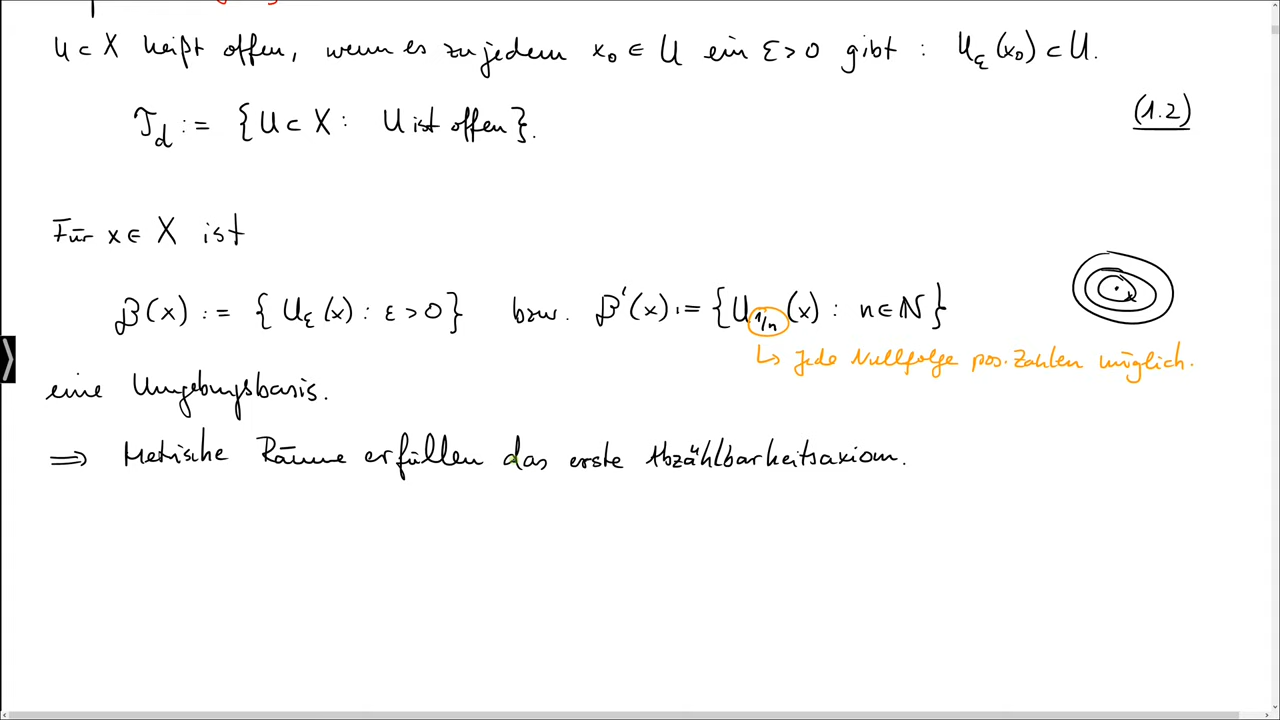 U ⊂ X heißt offen, wenn es zu jedem x₀ ∈ U ein ε > 0 gibt : U_ε(x₀) ⊂ U.
𝒯_d := {U ⊂ X : U ist offen}.
(1.2)
Für x ∈ X ist
𝓑(x) := { U_ε(x) : ε > 0 } bzw. 𝓑'(x) := {U_{1/n}(x) : n ∈ ℕ}
↳ jede Nullfolge pos. Zahlen möglich.
eine Umgebungsbasis.
⟹ Metrische Räume erfüllen das erste Abzählbarkeitsaxiom.